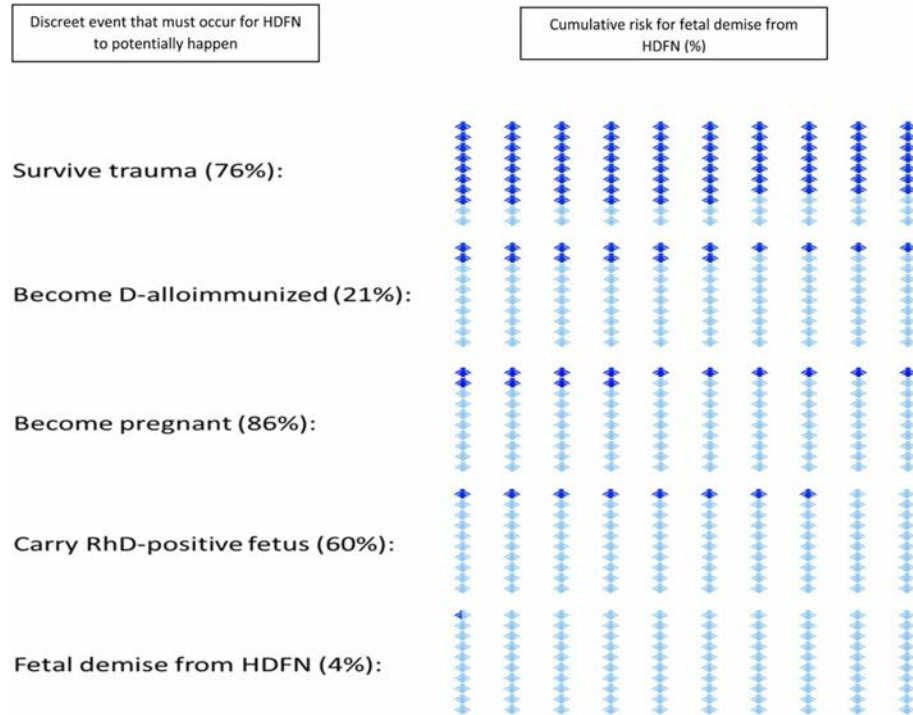 Discreet event that must occur for HDFN
to potentially happen
Cumulative risk for fetal demise from
HDFN (%)
Survive trauma (76%):
Become D-alloimmunized (21%):
Become pregnant (86%):
Carry RhD-positive fetus (60%):
Fetal demise from HDFN (4%):